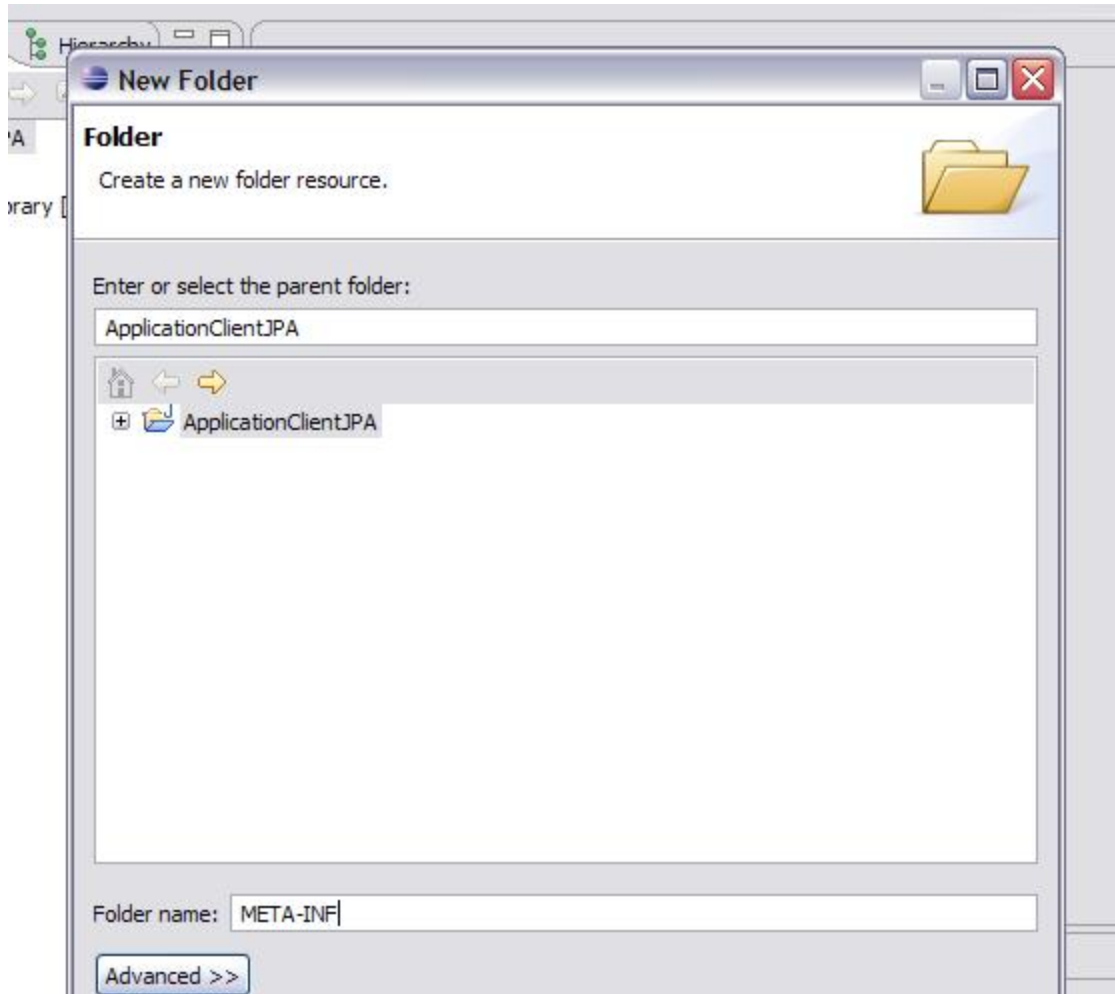 Hierarchy
New Folder
Folder
Create a new folder resource.
Enter or select the parent folder:
ApplicationClientJPA
ApplicationClientJPA
Folder name: META-INF
Advanced >>